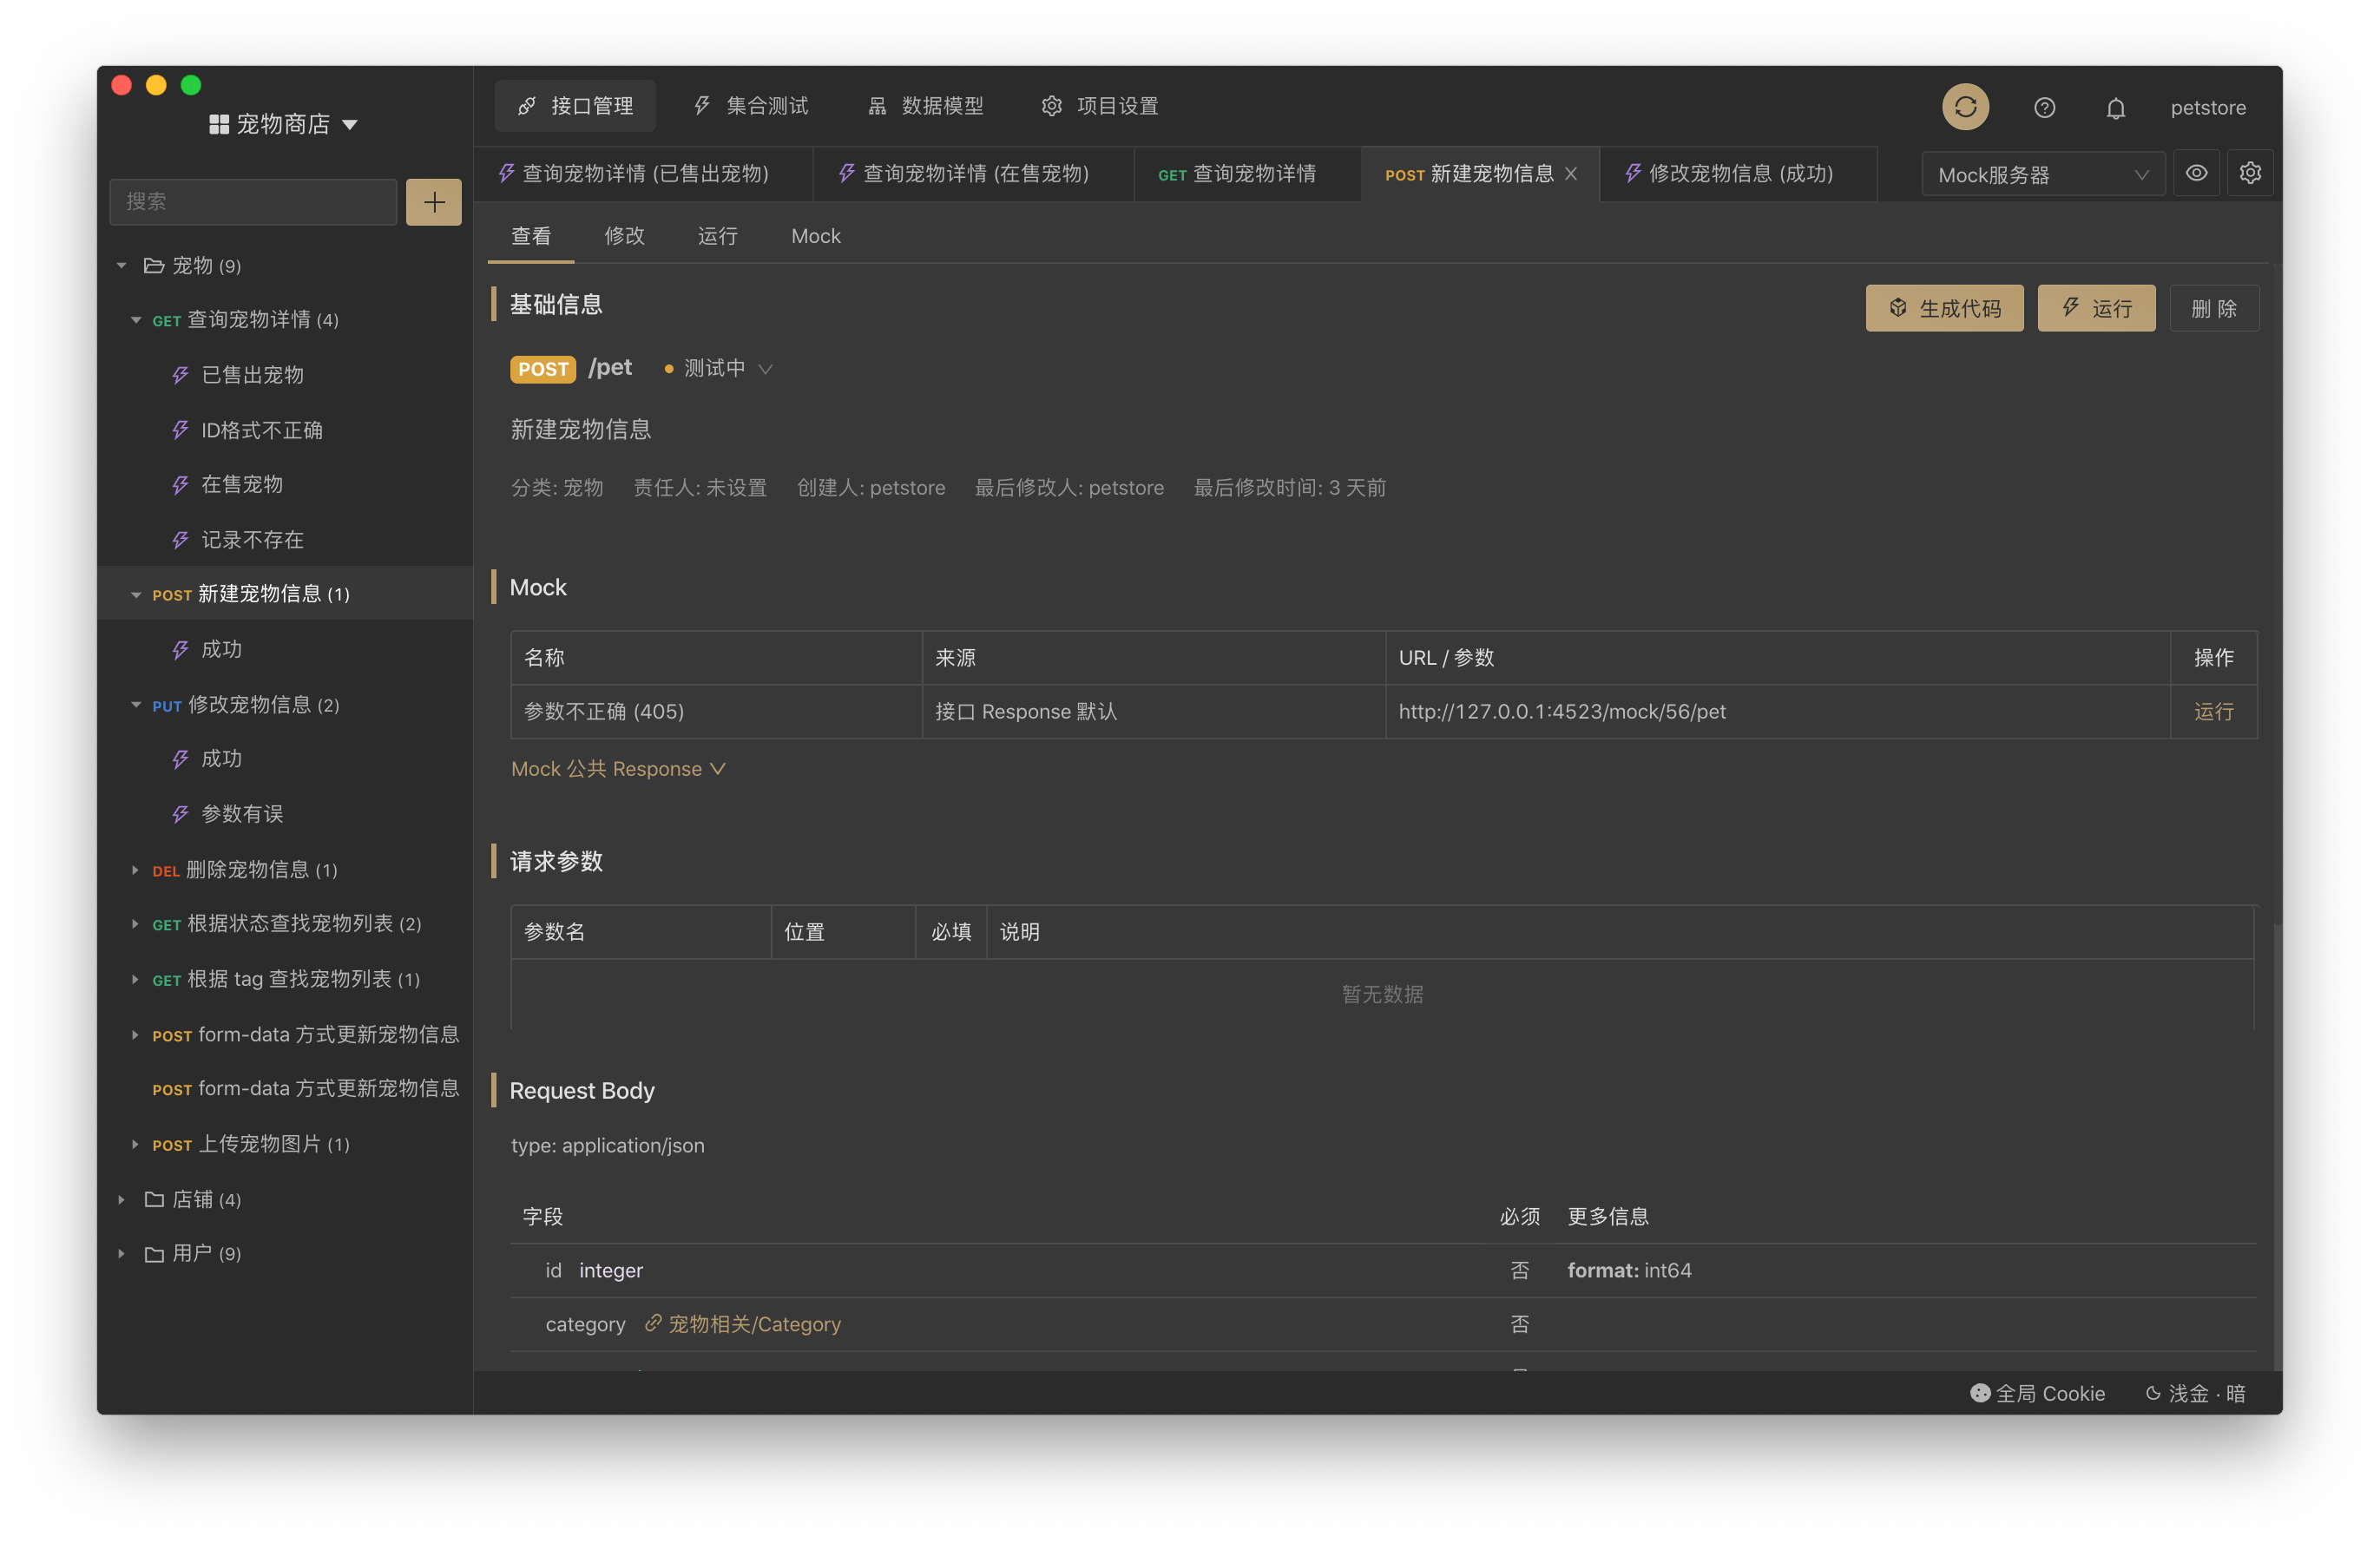 宠物商店
搜索
宠物 (9)
GET 查询宠物详情 (4)
已售出宠物
ID格式不正确
在售宠物
记录不存在
POST 新建宠物信息 (1)
成功
PUT 修改宠物信息 (2)
成功
参数有误
DEL 删除宠物信息 (1)
GET 根据状态查找宠物列表 (2)
GET 根据 tag 查找宠物列表 (1)
POST form-data 方式更新宠物信息
POST form-data 方式更新宠物信息
POST 上传宠物图片 (1)
店铺 (4)
用户 (9)
接口管理 集合测试 数据模型 项目设置 petstore
查询宠物详情 (已售出宠物) 查询宠物详情 (在售宠物) GET 查询宠物详情 POST 新建宠物信息 修改宠物信息 (成功) Mock服务器
查看 修改 运行 Mock
基础信息 生成代码 运行 删 除
POST /pet 测试中
新建宠物信息
分类: 宠物 责任人: 未设置 创建人: petstore 最后修改人: petstore 最后修改时间: 3 天前
Mock
名称 来源 URL / 参数 操作
参数不正确 (405) 接口 Response 默认 http://127.0.0.1:4523/mock/56/pet 运行
Mock 公共 Response
请求参数
参数名 位置 必填 说明
暂无数据
Request Body
type: application/json
字段 必须 更多信息
id integer 否 format: int64
category 宠物相关/Category 否
全局 Cookie 浅金 · 暗